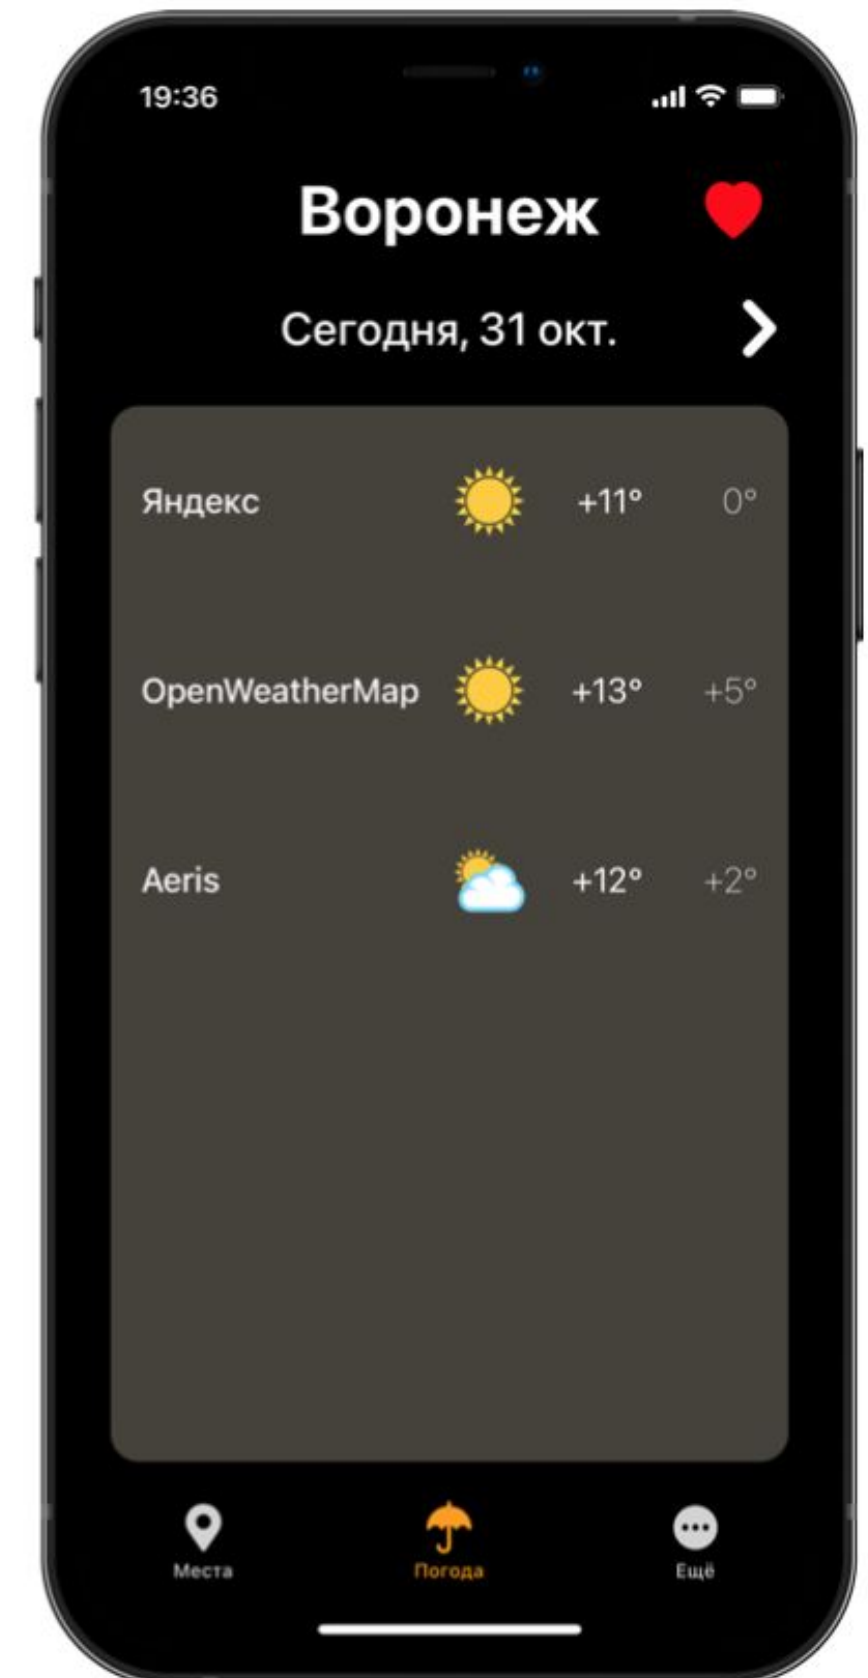 19:36
Воронеж
Сегодня, 31 окт.
Яндекс +11° 0°
OpenWeatherMap +13° +5°
Aeris +12° +2°
Места Погода Ещё